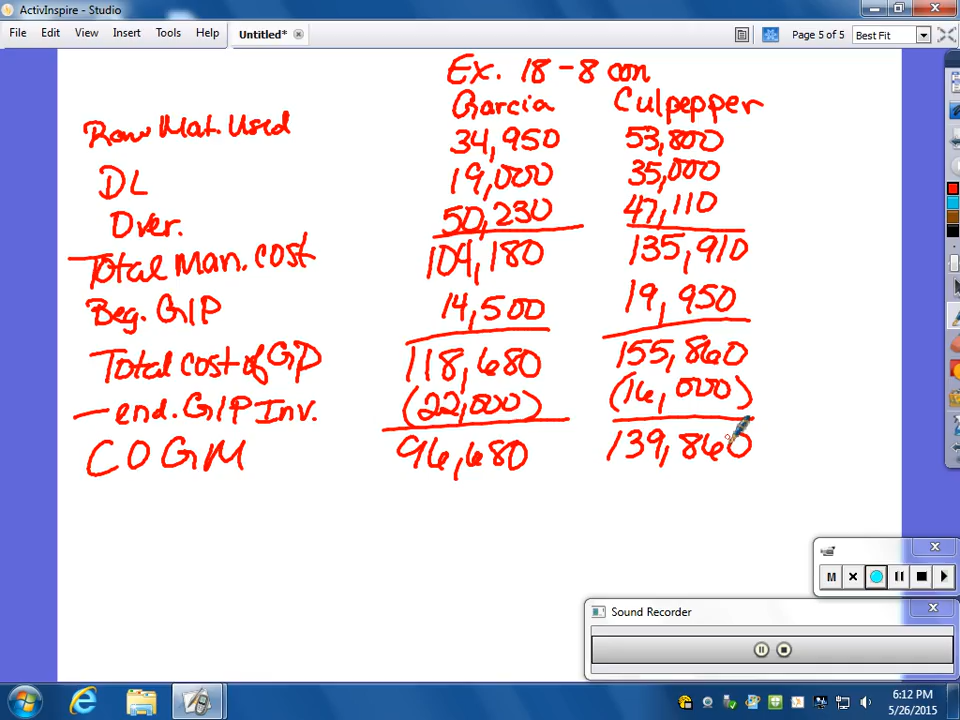 ActivInspire - Studio
File Edit View Insert Tools Help Untitled* Page 5 of 5 Best Fit
Ex. 18-8 con
Garcia Culpepper
Raw Mat. Used 34,950 53,800
DL 19,000 35,000
Over. 50,230 47,110
Total Man. cost 104,180 135,910
Beg. GIP 14,500 19,950
Total cost of GIP 118,680 155,860
- end. GIP Inv. (22,000) (16,000)
COGM 96,680 139,860
M
Sound Recorder
6:12 PM
5/26/2015